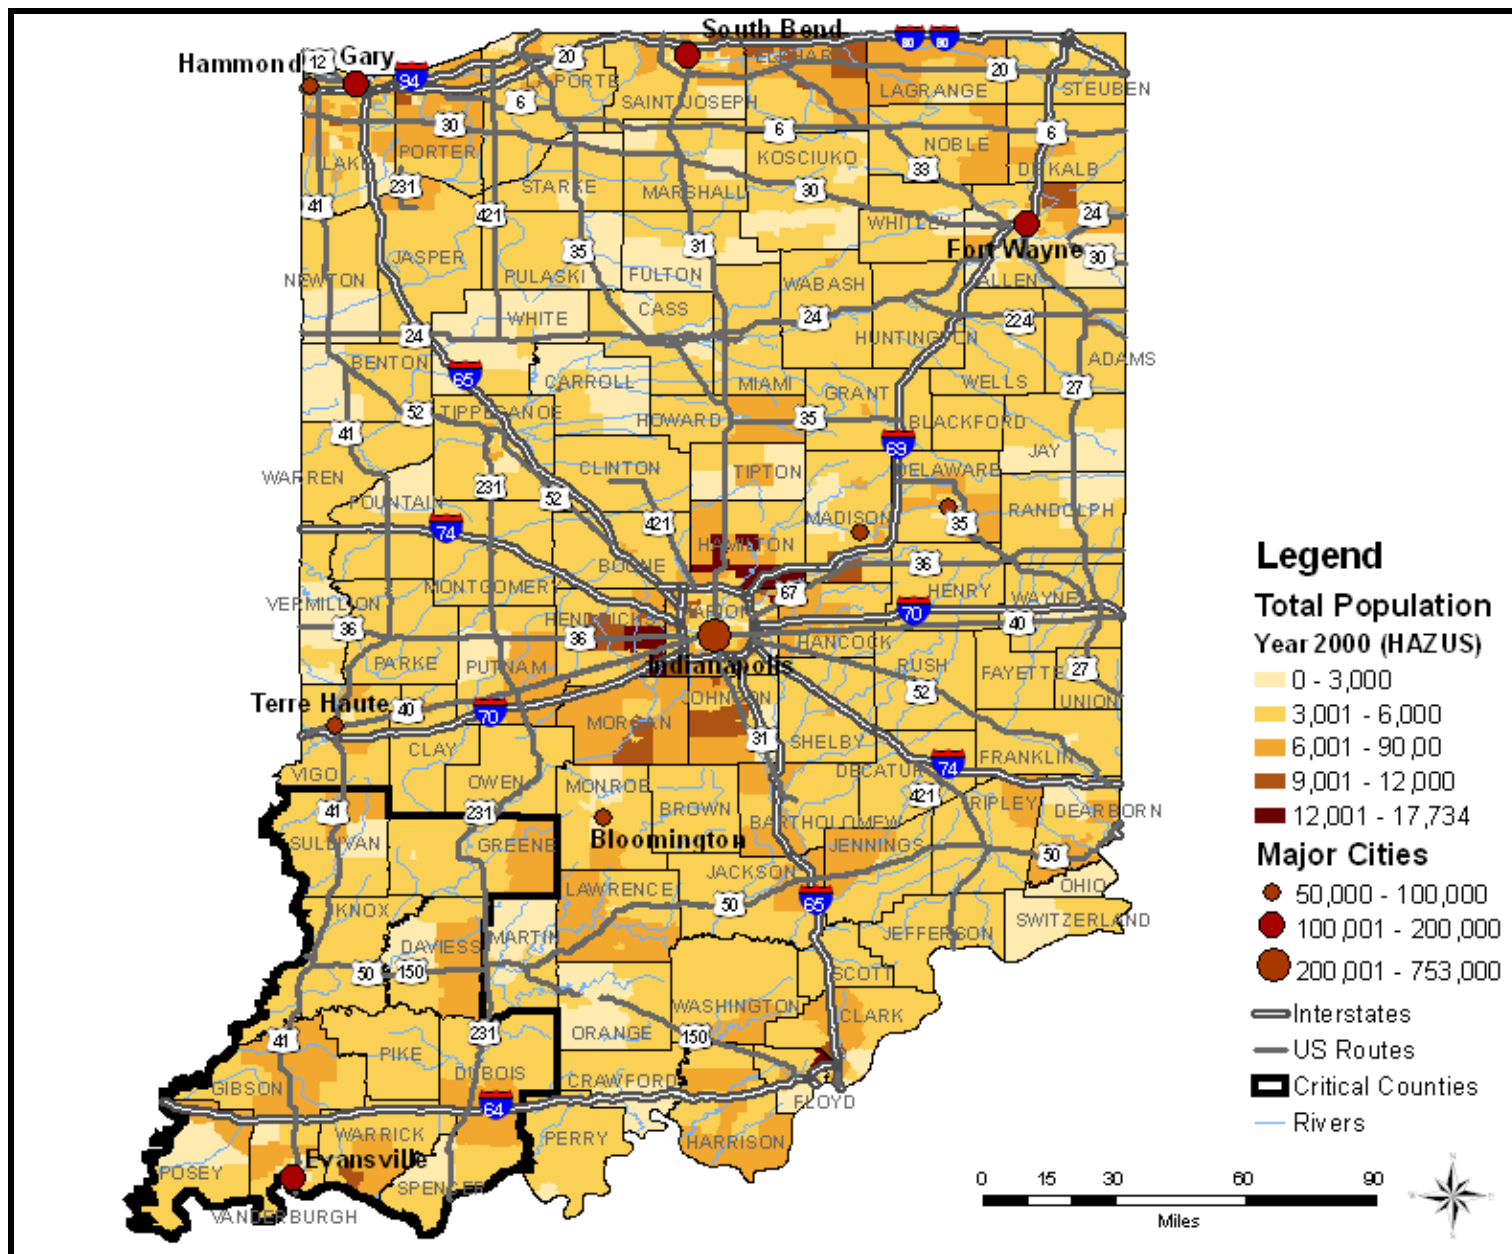 South Bend
Hammond
Gary
12
94
20
80
80
LAPORTE
ELKHART
20
STEUBEN
6
SAINT JOSEPH
LAGRANGE
30
6
6
PORTER
LAKE
KOSCIUKO
NOBLE
33
DE KALB
231
STARKE
MARSHALL
30
41
421
WHITLEY
24
Fort Wayne
30
JASPER
35
31
NEWTON
PULASKI
FULTON
WABASH
ALLEN
WHITE
CASS
24
224
24
HUNTINGTON
BENTON
ADAMS
65
CARROLL
MIAMI
GRANT
WELLS
27
52
TIPPECANOE
HOWARD
35
BLACKFORD
41
69
JAY
WARREN
CLINTON
TIPTON
DELAWARE
231
52
FOUNTAIN
421
MADISON
35
RANDOLPH
74
HAMILTON
BOONE
36
MONTGOMERY
67
HENRY
WAYNE
VERMILLION
MARION
70
HENDRICKS
36
36
HANCOCK
40
PARKE
PUTNAM
Indianapolis
RUSH
FAYETTE
27
52
UNION
Terre Haute
40
70
JOHNSON
MORGAN
31
SHELBY
CLAY
FRANKLIN
VIGO
OWEN
MONROE
DECATUR
74
421
41
231
BROWN
RIPLEY
DEARBORN
BARTHOLOMEW
SULLIVAN
GREENE
Bloomington
JENNINGS
50
JACKSON
OHIO
LAWRENCE
50
65
KNOX
SWITZERLAND
DAVIESS
MARTIN
JEFFERSON
50
150
SCOTT
WASHINGTON
CLARK
41
231
ORANGE
150
PIKE
DUBOIS
GIBSON
CRAWFORD
64
FLOYD
WARRICK
PERRY
HARRISON
Evansville
POSEY
SPENCER
VANDERBURGH
Legend
Total Population
Year 2000 (HAZUS)
0 - 3,000
3,001 - 6,000
6,001 - 90,00
9,001 - 12,000
12,001 - 17,734
Major Cities
50,000 - 100,000
100,001 - 200,000
200,001 - 753,000
Interstates
US Routes
Critical Counties
Rivers
0 15 30 60 90
Miles